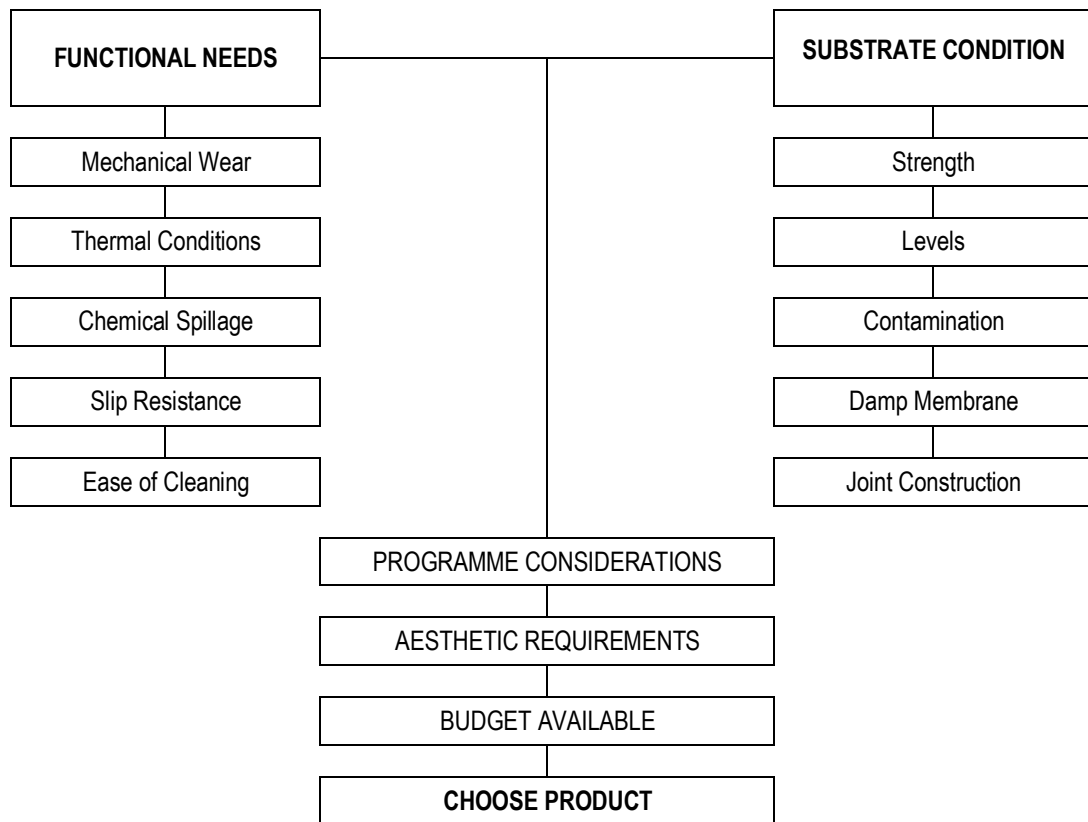 FUNCTIONAL NEEDS
SUBSTRATE CONDITION
Mechanical Wear
Strength
Thermal Conditions
Levels
Chemical Spillage
Contamination
Slip Resistance
Damp Membrane
Ease of Cleaning
Joint Construction
PROGRAMME CONSIDERATIONS
AESTHETIC REQUIREMENTS
BUDGET AVAILABLE
CHOOSE PRODUCT